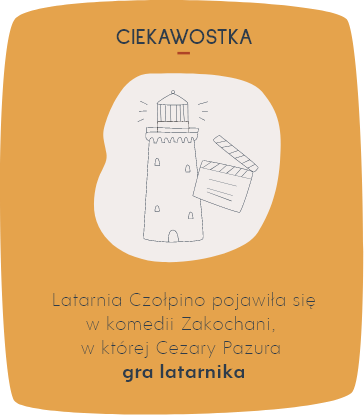 CIEKAWOSTKA
Latarnia Czołpino pojawiła się
w komedii Zakochani,
w której Cezary Pazura
gra latarnika